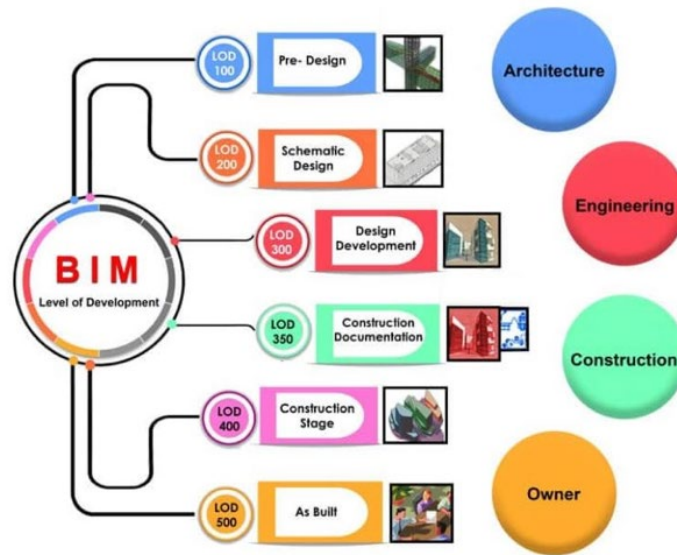 LOD
100
Pre- Design
Architecture
LOD
200
Schematic
Design
Engineering
LOD
300
Design
Development
BIM
Level of Development
LOD
350
Construction
Documentation
Construction
LOD
400
Construction
Stage
LOD
500
As Built
Owner